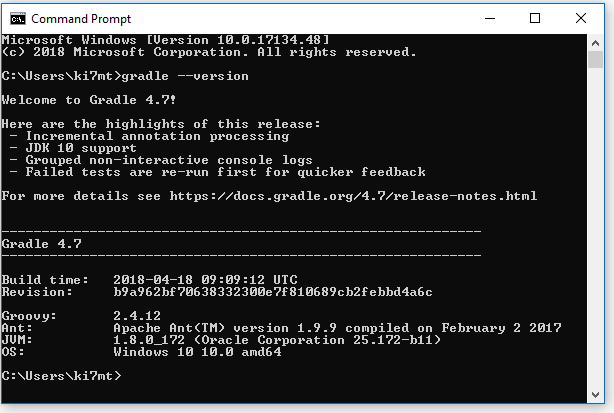 Command Prompt
Microsoft Windows [Version 10.0.17134.48]
(c) 2018 Microsoft Corporation. All rights reserved.
C:\Users\ki7mt>gradle --version
Welcome to Gradle 4.7!
Here are the highlights of this release:
- Incremental annotation processing
- JDK 10 support
- Grouped non-interactive console logs
- Failed tests are re-run first for quicker feedback
For more details see https://docs.gradle.org/4.7/release-notes.html
------------------------------------------------------------
Gradle 4.7
------------------------------------------------------------
Build time:   2018-04-18 09:09:12 UTC
Revision:     b9a962bf70638332300e7f810689cb2febbd4a6c
Groovy:       2.4.12
Ant:          Apache Ant(TM) version 1.9.9 compiled on February 2 2017
JVM:          1.8.0_172 (Oracle Corporation 25.172-b11)
OS:           Windows 10 10.0 amd64
C:\Users\ki7mt>